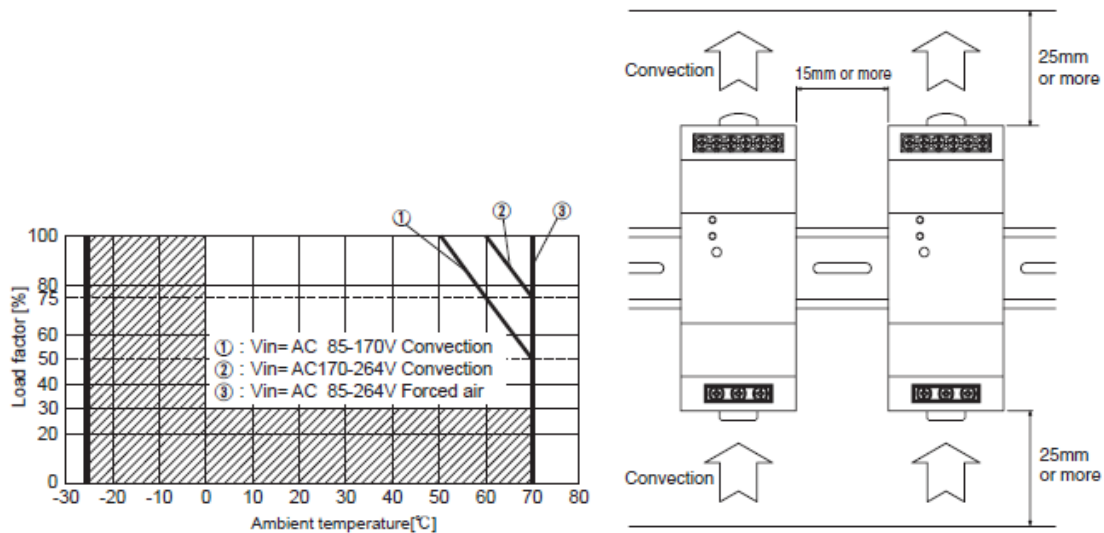 Load factor [%]
100
80
75
60
50
40
30
20
0
-30 -20 -10 0 10 20 30 40 50 60 70 80
Ambient temperature[℃]
① ② ③
① : Vin= AC 85-170V Convection
② : Vin= AC170-264V Convection
③ : Vin= AC 85-264V Forced air
Convection
15mm or more
25mm
or more
Convection
25mm
or more